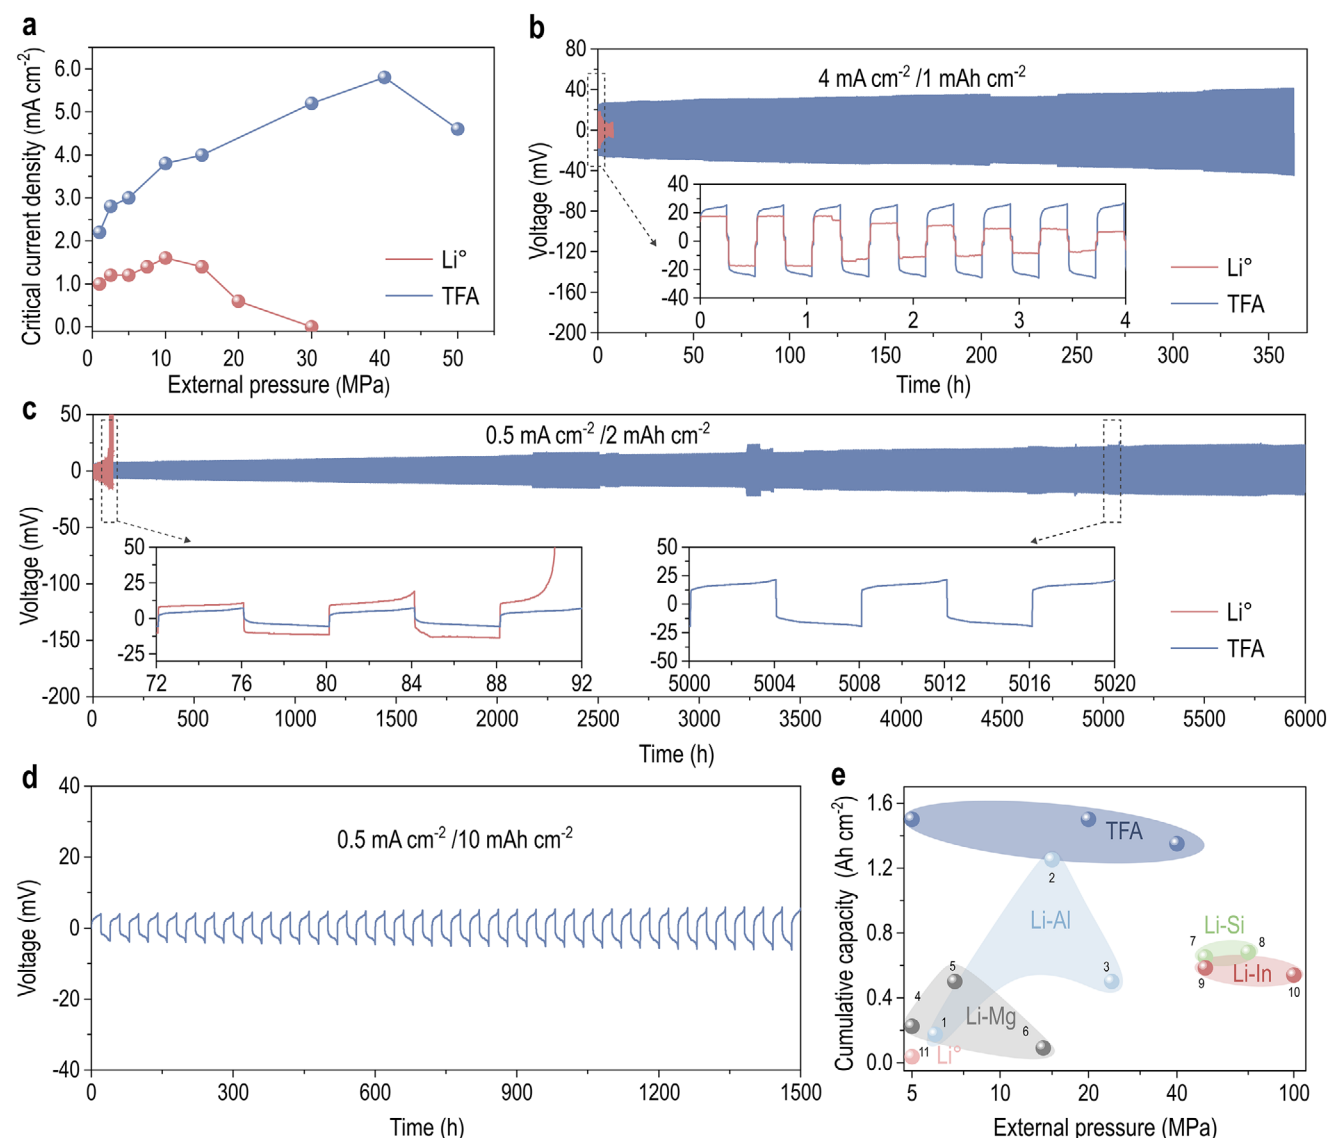 a
Critical current density (mA cm-2)
6.0
5.0
4.0
3.0
2.0
1.0
0.0
Li°
TFA
0 10 20 30 40 50
External pressure (MPa)
b
Voltage (mV)
80
40
0
-40
-80
-120
-160
-200
4 mA cm-2 /1 mAh cm-2
40
20
0
-20
-40
0 1 2 3 4
Li°
TFA
0 50 100 150 200 250 300 350
Time (h)
c
Voltage (mV)
50
0
-50
-100
-150
-200
0.5 mA cm-2 /2 mAh cm-2
50
25
0
-25
72 76 80 84 88 92
50
25
0
-25
-50
5000 5004 5008 5012 5016 5020
Li°
TFA
0 500 1000 1500 2000 2500 3000 3500 4000 4500 5000 5500 6000
Time (h)
d
Voltage (mV)
40
20
0
-20
-40
0.5 mA cm-2 /10 mAh cm-2
0 300 600 900 1200 1500
Time (h)
e
Cumulative capacity (Ah cm-2)
1.6
1.2
0.8
0.4
0.0
TFA
2
Li-Al
Li-Si
7 8
Li-In
9 10
3
5
4
1
Li-Mg
6
11 Li°
5 10 20 40 100
External pressure (MPa)